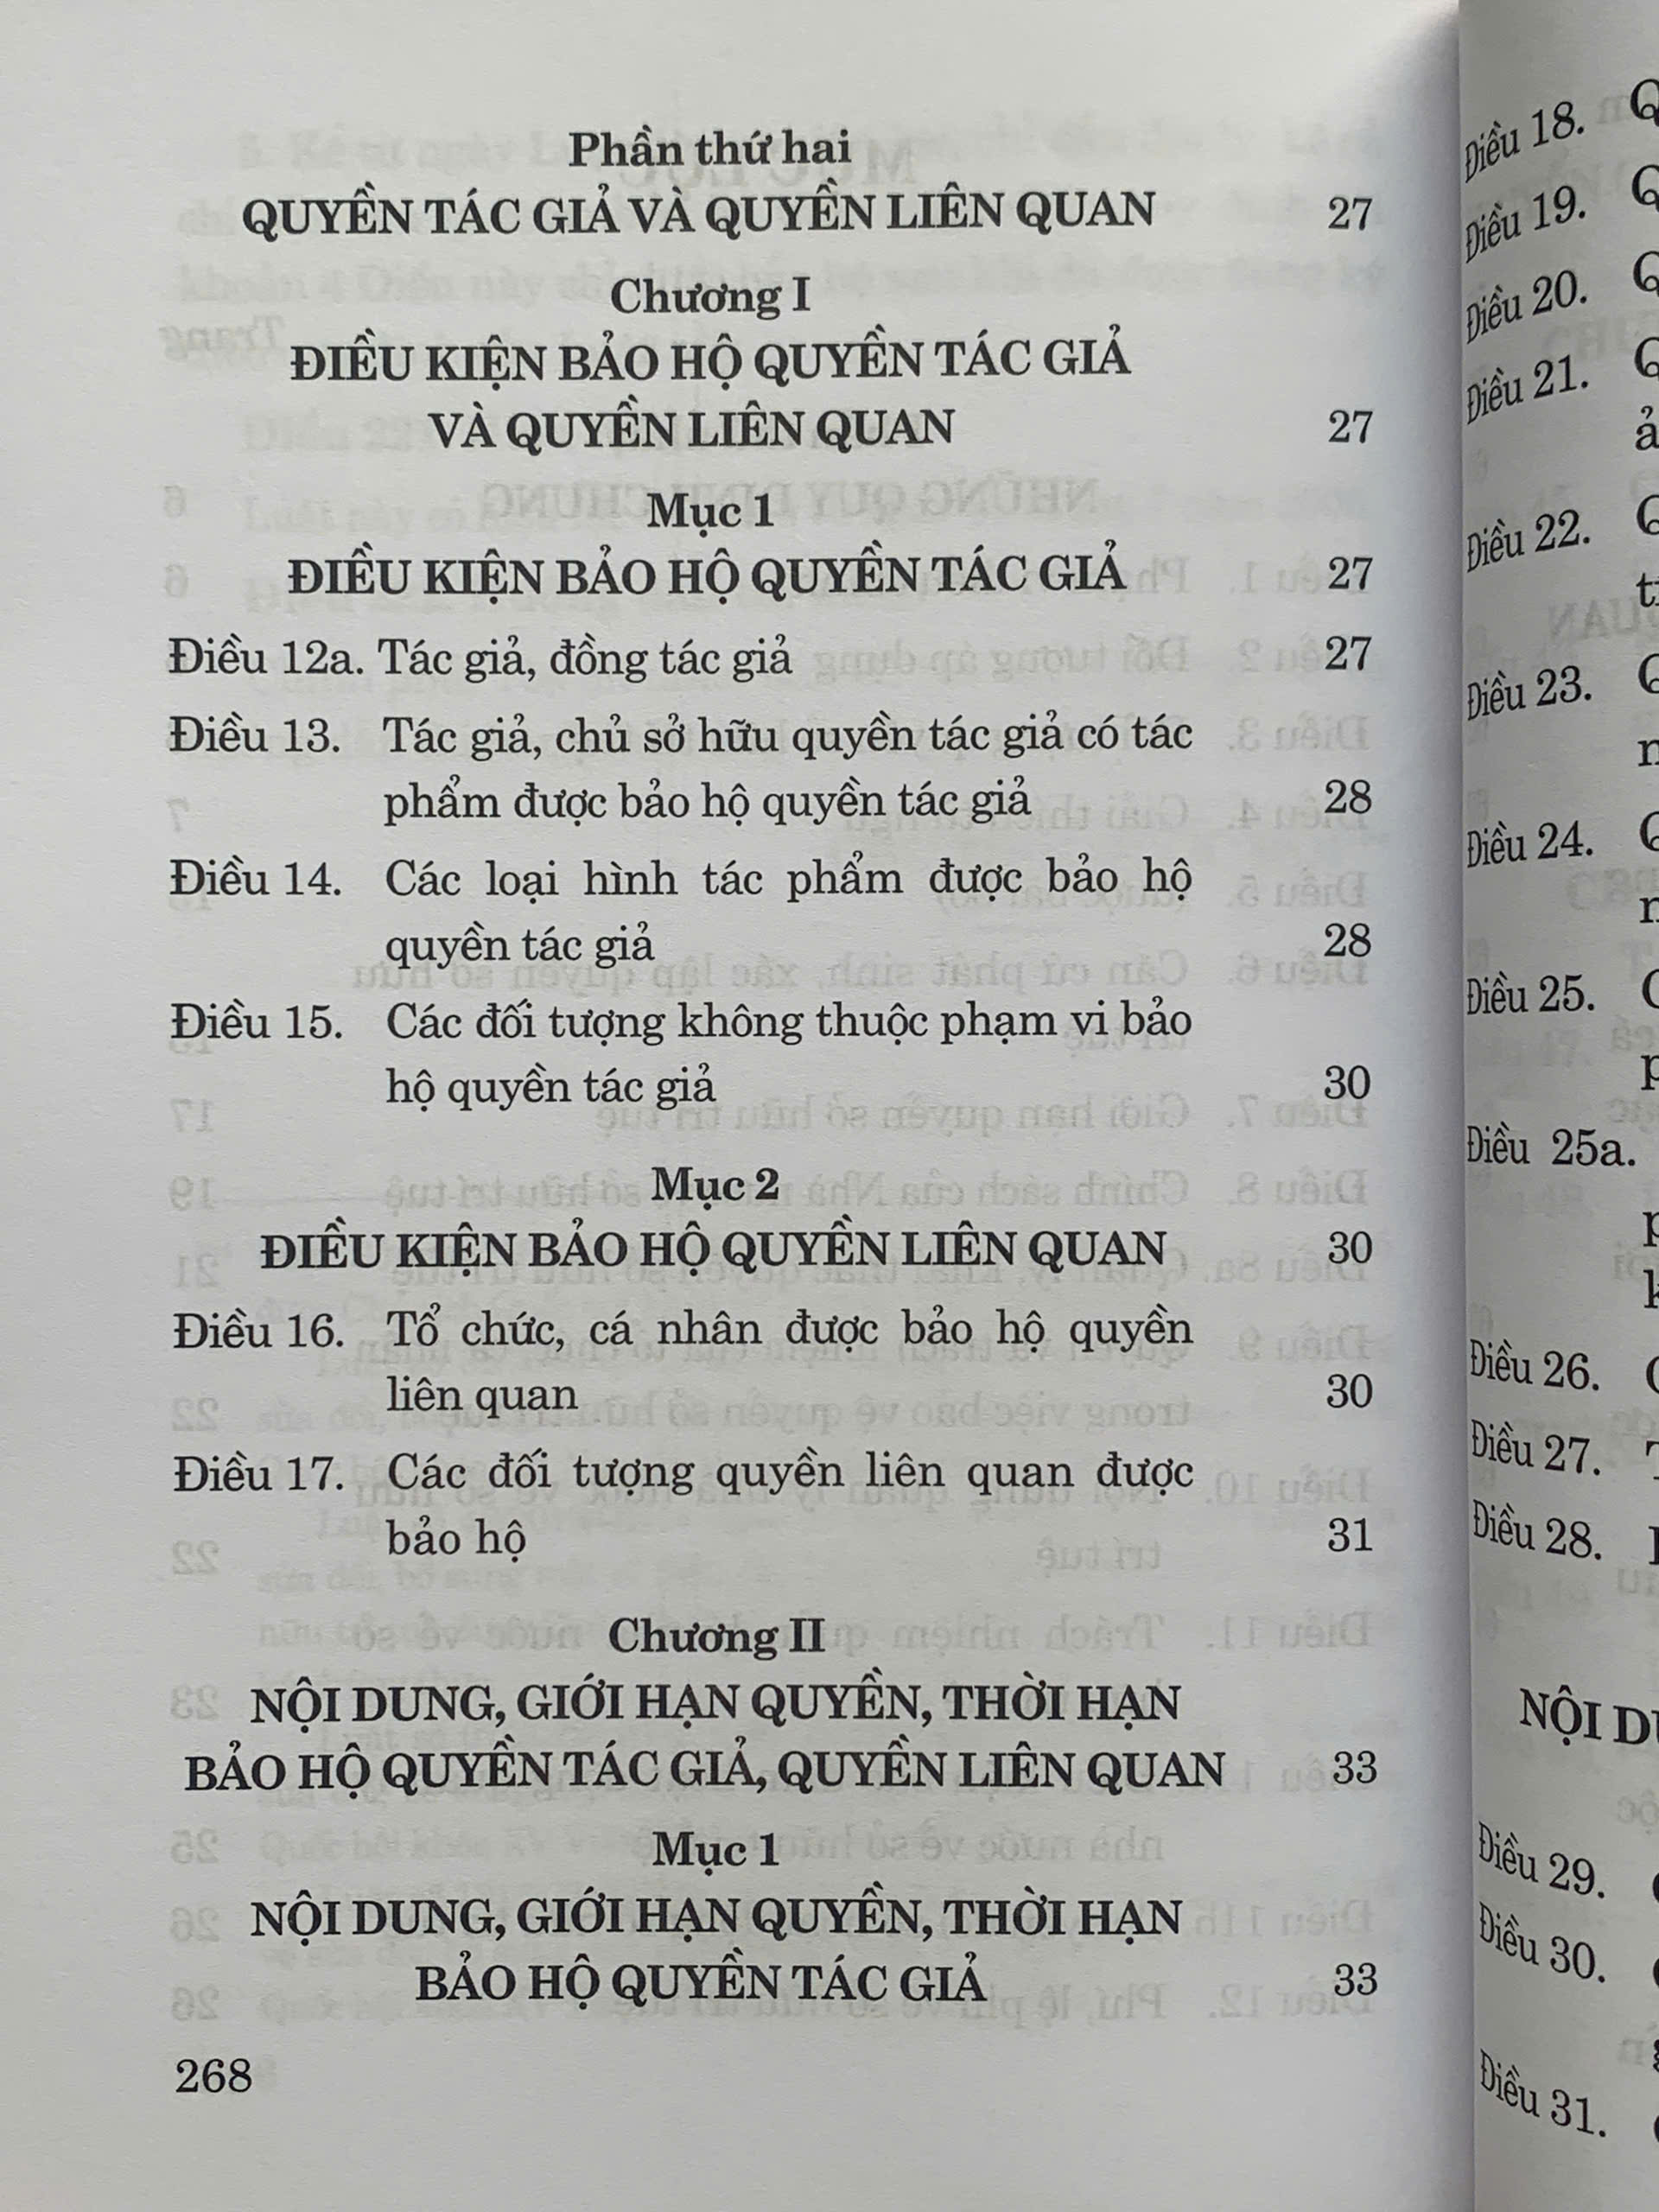 Phần thứ hai
QUYỀN TÁC GIẢ VÀ QUYỀN LIÊN QUAN 27
Chương I
ĐIỀU KIỆN BẢO HỘ QUYỀN TÁC GIẢ
VÀ QUYỀN LIÊN QUAN 27
Mục 1
ĐIỀU KIỆN BẢO HỘ QUYỀN TÁC GIẢ 27
Điều 12a. Tác giả, đồng tác giả 27
Điều 13. Tác giả, chủ sở hữu quyền tác giả có tác
phẩm được bảo hộ quyền tác giả 28
Điều 14. Các loại hình tác phẩm được bảo hộ
quyền tác giả 28
Điều 15. Các đối tượng không thuộc phạm vi bảo
hộ quyền tác giả 30
Mục 2
ĐIỀU KIỆN BẢO HỘ QUYỀN LIÊN QUAN 30
Điều 16. Tổ chức, cá nhân được bảo hộ quyền
liên quan 30
Điều 17. Các đối tượng quyền liên quan được
bảo hộ 31
Chương II
NỘI DUNG, GIỚI HẠN QUYỀN, THỜI HẠN
BẢO HỘ QUYỀN TÁC GIẢ, QUYỀN LIÊN QUAN 33
Mục 1
NỘI DUNG, GIỚI HẠN QUYỀN, THỜI HẠN
BẢO HỘ QUYỀN TÁC GIẢ 33
268
Điều 18.
Điều 19.
Điều 20.
Điều 21.
Điều 22.
Điều 23.
Điều 24.
Điều 25.
Điều 25a.
Điều 26.
Điều 27.
Điều 28.
NỘI
Điều 29.
Điều 30.
Điều 31.